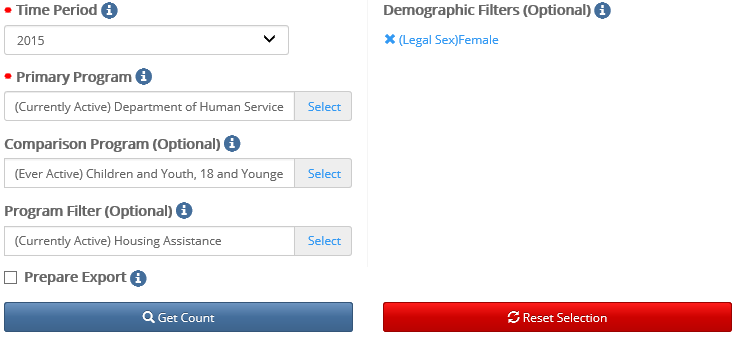 Time Period
2015
Primary Program
(Currently Active) Department of Human Service
Select
Comparison Program (Optional)
(Ever Active) Children and Youth, 18 and Younge
Select
Program Filter (Optional)
(Currently Active) Housing Assistance
Select
Prepare Export
Get Count
Demographic Filters (Optional)
(Legal Sex)Female
Reset Selection